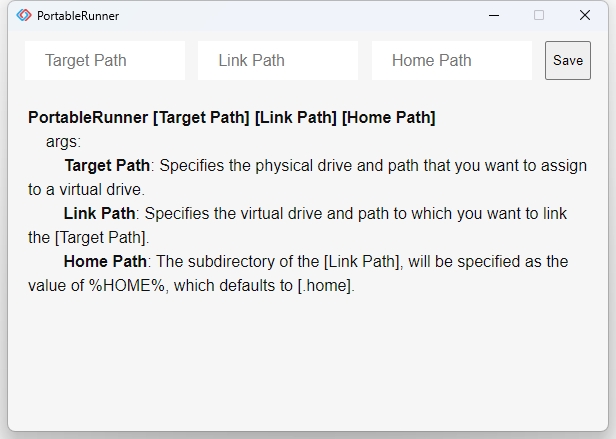 PortableRunner
Target Path Link Path Home Path Save
PortableRunner [Target Path] [Link Path] [Home Path]
args:
Target Path: Specifies the physical drive and path that you want to assign
to a virtual drive.
Link Path: Specifies the virtual drive and path to which you want to link
the [Target Path].
Home Path: The subdirectory of the [Link Path], will be specified as the
value of %HOME%, which defaults to [.home].